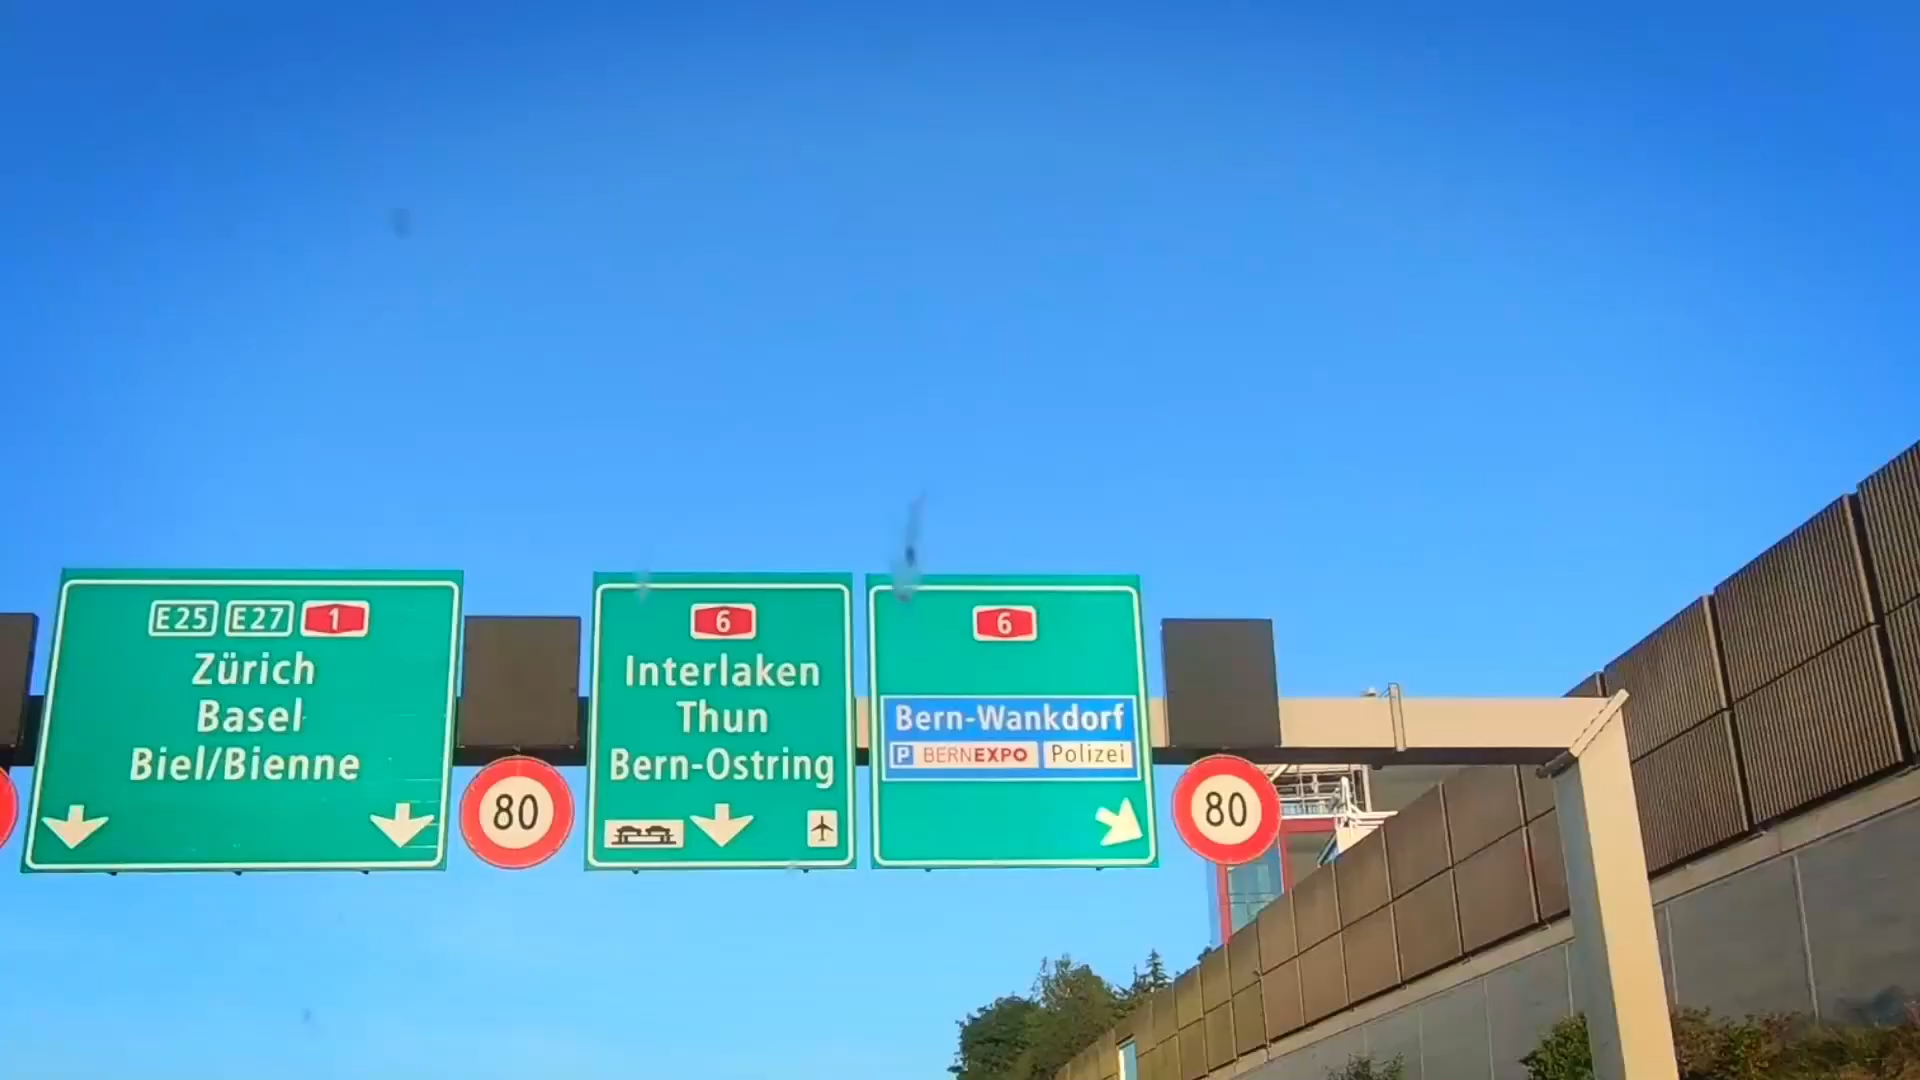 E25 E27 1
Zürich
Basel
Biel/Bienne
80
6
Interlaken
Thun
Bern-Ostring
6
Bern-Wankdorf
P BERNEXPO Polizei
80